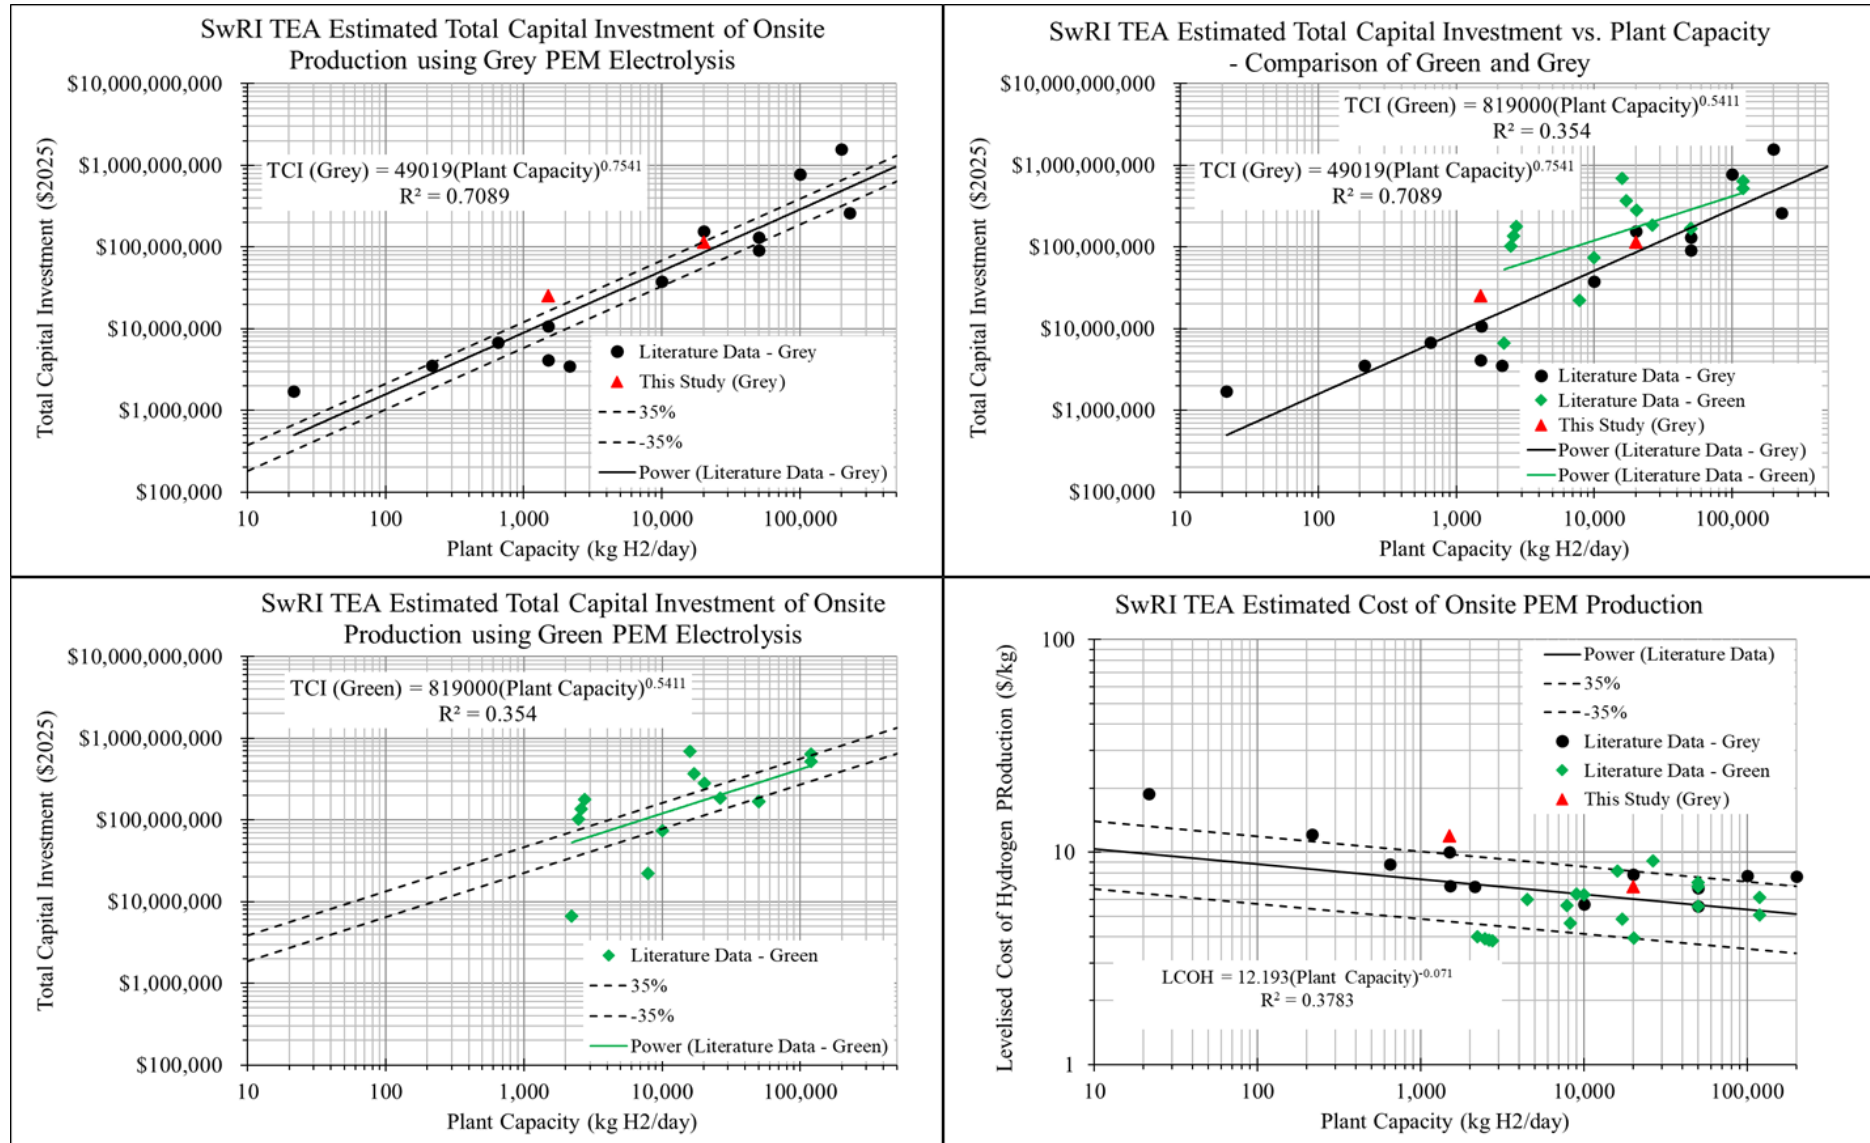 SwRI TEA Estimated Total Capital Investment of Onsite
Production using Grey PEM Electrolysis
Total Capital Investment ($2025)
$10,000,000,000
$1,000,000,000
$100,000,000
$10,000,000
$1,000,000
$100,000
TCI (Grey) = 49019(Plant Capacity)^0.7541
R² = 0.7089
Literature Data - Grey
This Study (Grey)
35%
-35%
Power (Literature Data - Grey)
10
100
1,000
10,000
100,000
Plant Capacity (kg H2/day)
SwRI TEA Estimated Total Capital Investment vs. Plant Capacity
- Comparison of Green and Grey
Total Capital Investment ($2025)
$10,000,000,000
$1,000,000,000
$100,000,000
$10,000,000
$1,000,000
$100,000
TCI (Green) = 819000(Plant Capacity)^0.5411
R² = 0.354
TCI (Grey) = 49019(Plant Capacity)^0.7541
R² = 0.7089
Literature Data - Grey
Literature Data - Green
This Study (Grey)
Power (Literature Data - Grey)
Power (Literature Data - Green)
10
100
1,000
10,000
100,000
Plant Capacity (kg H2/day)
SwRI TEA Estimated Total Capital Investment of Onsite
Production using Green PEM Electrolysis
Total Capital Investment ($2025)
$10,000,000,000
$1,000,000,000
$100,000,000
$10,000,000
$1,000,000
$100,000
TCI (Green) = 819000(Plant Capacity)^0.5411
R² = 0.354
Literature Data - Green
35%
-35%
Power (Literature Data - Green)
10
100
1,000
10,000
100,000
Plant Capacity (kg H2/day)
SwRI TEA Estimated Cost of Onsite PEM Production
Levelised Cost of Hydrogen PRoduction ($/kg)
100
10
1
Power (Literature Data)
35%
-35%
Literature Data - Grey
Literature Data - Green
This Study (Grey)
LCOH = 12.193(Plant Capacity)^-0.071
R² = 0.3783
10
100
1,000
10,000
100,000
Plant Capacity (kg H2/day)